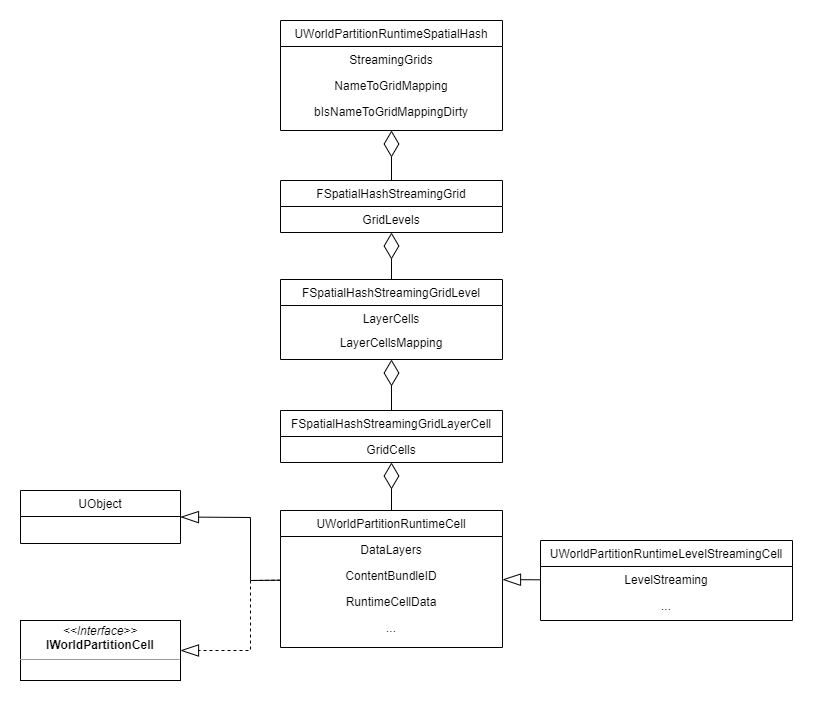 UWorldPartitionRuntimeSpatialHash
StreamingGrids
NameToGridMapping
bIsNameToGridMappingDirty
FSpatialHashStreamingGrid
GridLevels
FSpatialHashStreamingGridLevel
LayerCells
LayerCellsMapping
FSpatialHashStreamingGridLayerCell
GridCells
UObject
UWorldPartitionRuntimeCell
DataLayers
ContentBundleID
RuntimeCellData
...
UWorldPartitionRuntimeLevelStreamingCell
LevelStreaming
...
<<Interface>>
IWorldPartitionCell